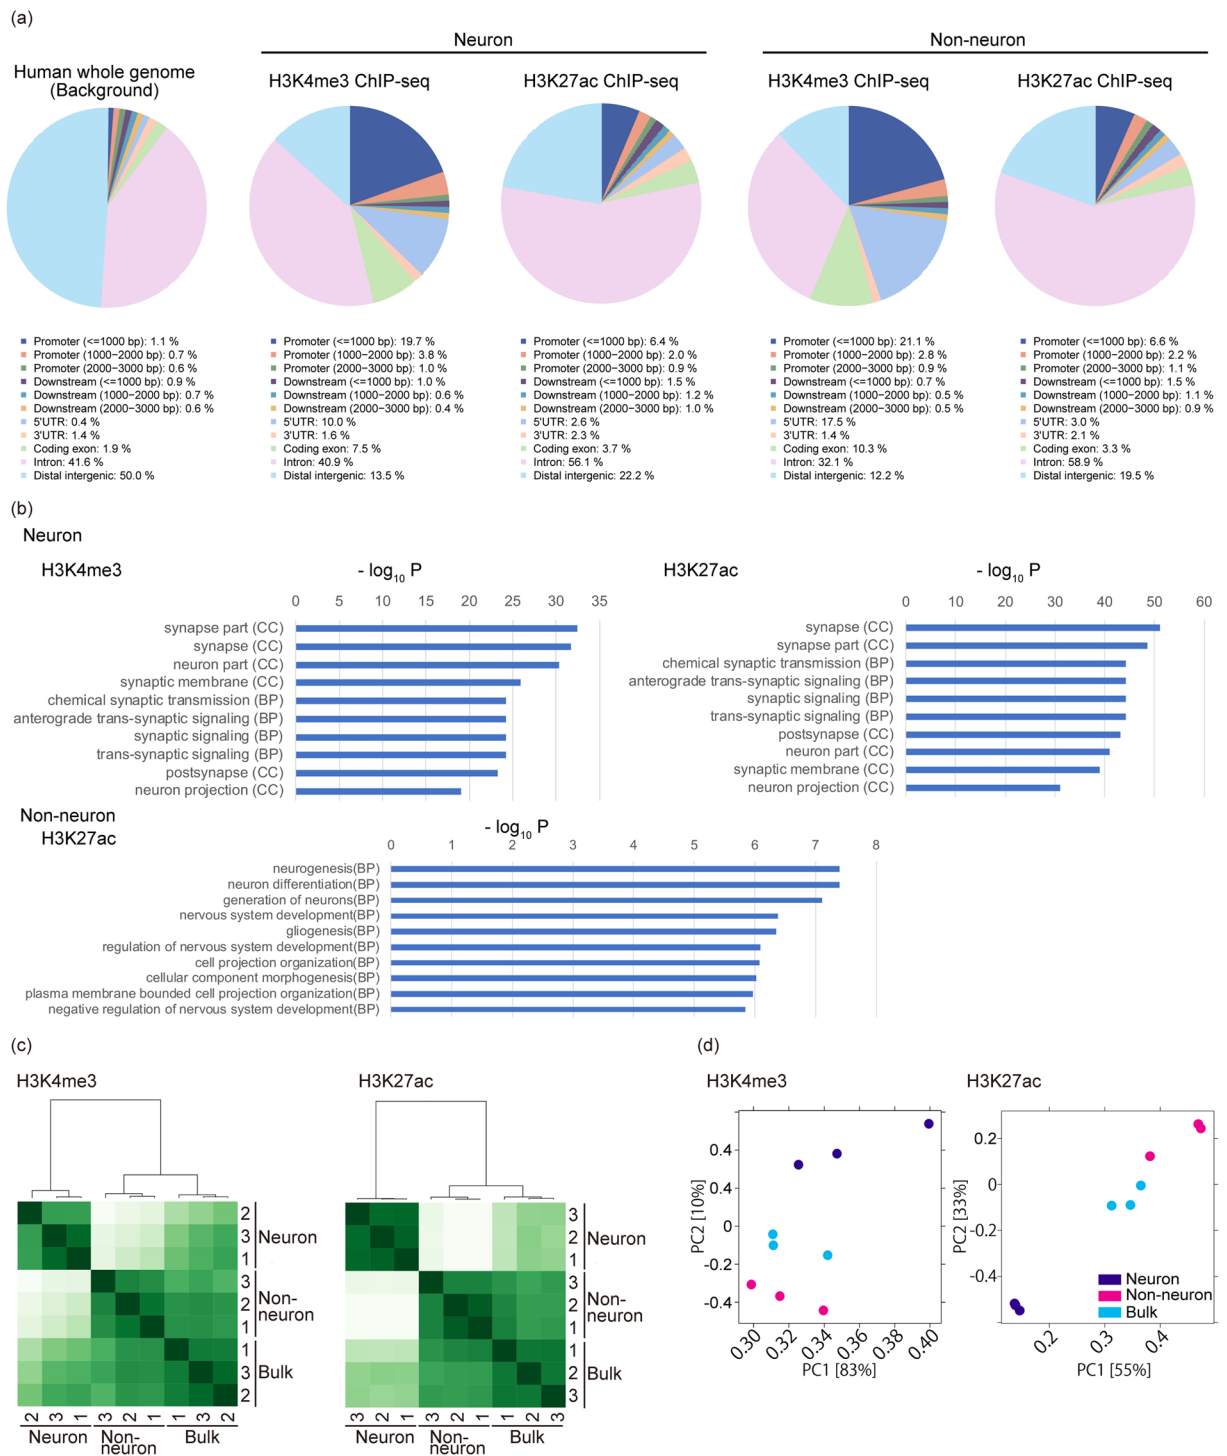 (a)
Neuron
Non-neuron
Human whole genome
(Background)
H3K4me3 ChIP-seq
H3K27ac ChIP-seq
H3K4me3 ChIP-seq
H3K27ac ChIP-seq
Promoter (<=1000 bp): 1.1 %
Promoter (1000−2000 bp): 0.7 %
Promoter (2000−3000 bp): 0.6 %
Downstream (<=1000 bp): 0.9 %
Downstream (1000−2000 bp): 0.7 %
Downstream (2000−3000 bp): 0.6 %
5'UTR: 0.4 %
3'UTR: 1.4 %
Coding exon: 1.9 %
Intron: 41.6 %
Distal intergenic: 50.0 %
Promoter (<=1000 bp): 19.7 %
Promoter (1000−2000 bp): 3.8 %
Promoter (2000−3000 bp): 1.0 %
Downstream (<=1000 bp): 1.0 %
Downstream (1000−2000 bp): 0.6 %
Downstream (2000−3000 bp): 0.4 %
5'UTR: 10.0 %
3'UTR: 1.6 %
Coding exon: 7.5 %
Intron: 40.9 %
Distal intergenic: 13.5 %
Promoter (<=1000 bp): 6.4 %
Promoter (1000−2000 bp): 2.0 %
Promoter (2000−3000 bp): 0.9 %
Downstream (<=1000 bp): 1.5 %
Downstream (1000−2000 bp): 1.2 %
Downstream (2000−3000 bp): 1.0 %
5'UTR: 2.6 %
3'UTR: 2.3 %
Coding exon: 3.7 %
Intron: 56.1 %
Distal intergenic: 22.2 %
Promoter (<=1000 bp): 21.1 %
Promoter (1000−2000 bp): 2.8 %
Promoter (2000−3000 bp): 0.9 %
Downstream (<=1000 bp): 0.7 %
Downstream (1000−2000 bp): 0.5 %
Downstream (2000−3000 bp): 0.5 %
5'UTR: 17.5 %
3'UTR: 1.4 %
Coding exon: 10.3 %
Intron: 32.1 %
Distal intergenic: 12.2 %
Promoter (<=1000 bp): 6.6 %
Promoter (1000−2000 bp): 2.2 %
Promoter (2000−3000 bp): 1.1 %
Downstream (<=1000 bp): 1.5 %
Downstream (1000−2000 bp): 1.1 %
Downstream (2000−3000 bp): 0.9 %
5'UTR: 3.0 %
3'UTR: 2.1 %
Coding exon: 3.3 %
Intron: 58.9 %
Distal intergenic: 19.5 %
(b)
Neuron
H3K4me3
- log10 P
0 5 10 15 20 25 30 35
synapse part (CC)
synapse (CC)
neuron part (CC)
synaptic membrane (CC)
chemical synaptic transmission (BP)
anterograde trans-synaptic signaling (BP)
synaptic signaling (BP)
trans-synaptic signaling (BP)
postsynapse (CC)
neuron projection (CC)
H3K27ac
- log10 P
0 10 20 30 40 50 60
synapse (CC)
synapse part (CC)
chemical synaptic transmission (BP)
anterograde trans-synaptic signaling (BP)
synaptic signaling (BP)
trans-synaptic signaling (BP)
postsynapse (CC)
neuron part (CC)
synaptic membrane (CC)
neuron projection (CC)
Non-neuron
H3K27ac
- log10 P
0 1 2 3 4 5 6 7 8
neurogenesis(BP)
neuron differentiation(BP)
generation of neurons(BP)
nervous system development(BP)
gliogenesis(BP)
regulation of nervous system development(BP)
cell projection organization(BP)
cellular component morphogenesis(BP)
plasma membrane bounded cell projection organization(BP)
negative regulation of nervous system development(BP)
(c)
H3K4me3
2
3
1
Neuron
3
2
1
Non-
neuron
1
3
2
Bulk
2 3 1 3 2 1 1 3 2
Neuron Non-
neuron Bulk
H3K27ac
3
2
1
Neuron
3
2
1
Non-
neuron
1
2
3
Bulk
3 2 1 3 2 1 1 2 3
Neuron Non-
neuron Bulk
(d)
H3K4me3
PC2 [10%]
0.4
0.4
0
-0.2
-0.4
0.30 0.32 0.34 0.36 0.38 0.40
PC1 [83%]
H3K27ac
PC2 [33%]
0.2
0
-0.2
-0.4
Neuron
Non-neuron
Bulk
0.2 0.3 0.4
PC1 [55%]